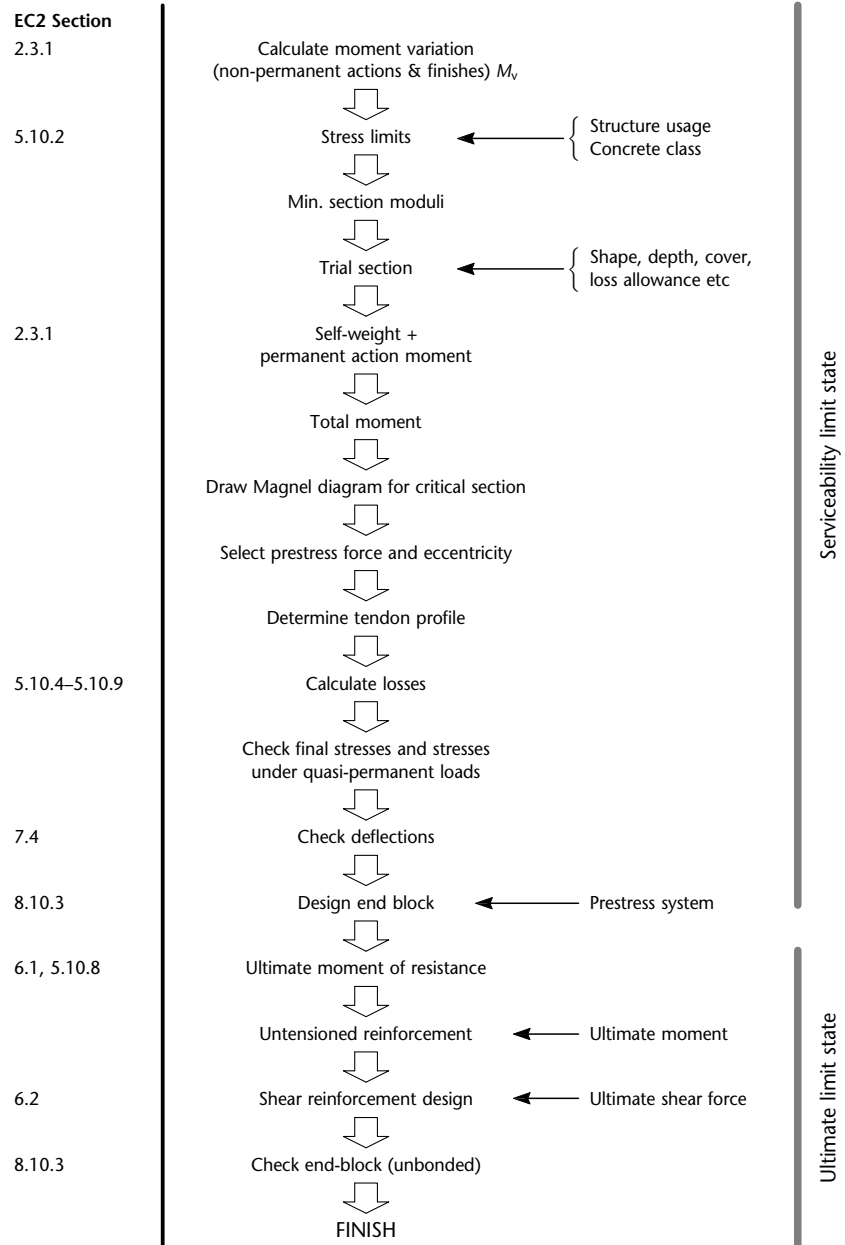 EC2 Section
2.3.1
Calculate moment variation
(non-permanent actions & finishes) Mv
5.10.2
Stress limits
Structure usage
Concrete class
Min. section moduli
Trial section
Shape, depth, cover,
loss allowance etc
2.3.1
Self-weight +
permanent action moment
Total moment
Draw Magnel diagram for critical section
Select prestress force and eccentricity
Determine tendon profile
5.10.4–5.10.9
Calculate losses
Check final stresses and stresses
under quasi-permanent loads
7.4
Check deflections
8.10.3
Design end block
Prestress system
Serviceability limit state
6.1, 5.10.8
Ultimate moment of resistance
Untensioned reinforcement
Ultimate moment
6.2
Shear reinforcement design
Ultimate shear force
8.10.3
Check end-block (unbonded)
FINISH
Ultimate limit state